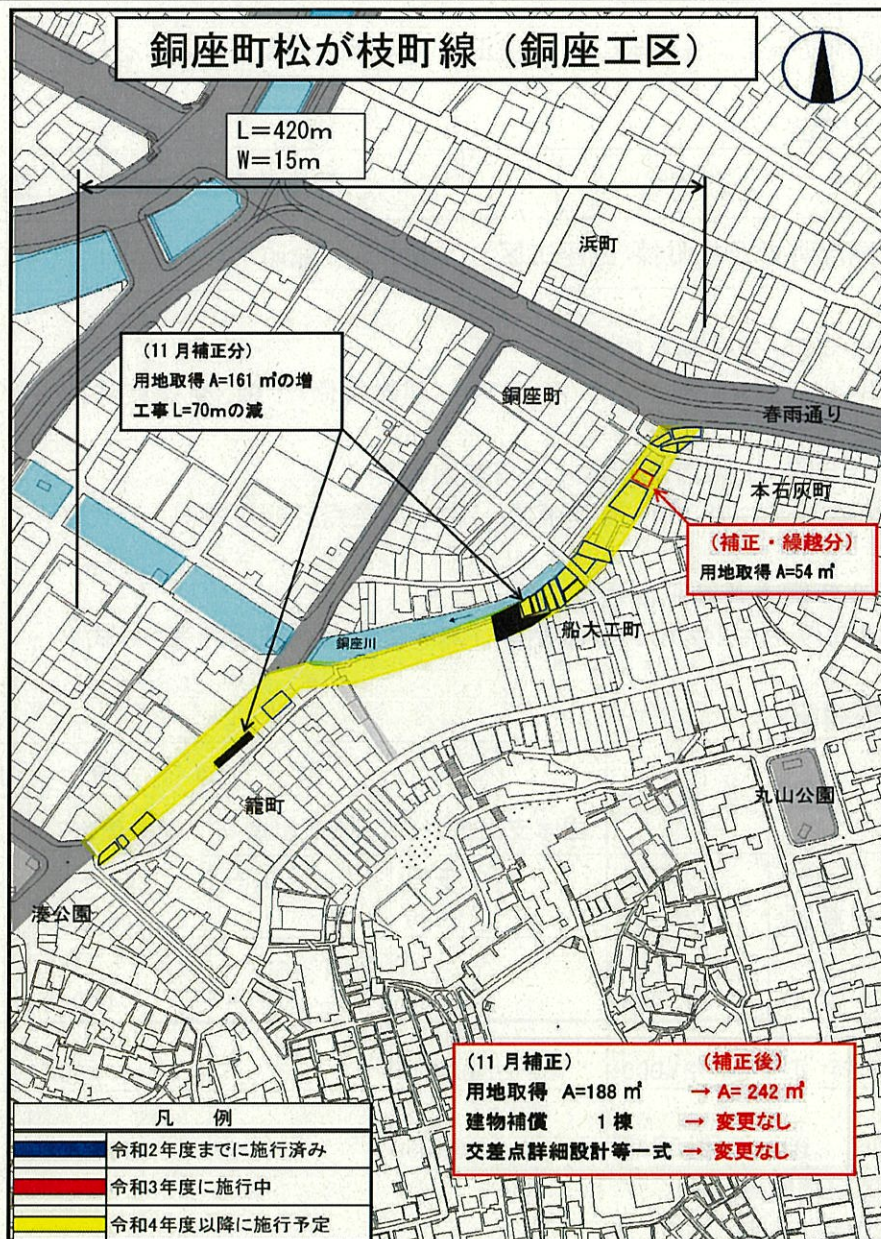 銅座町松が枝町線（銅座工区）
L=420m
W=15m
浜町
（11月補正分）
用地取得 A=161 ㎡の増
工事 L=70mの減
銅座町
春雨通り
本石灰町
（補正・繰越分）
用地取得 A=54 ㎡
船大工町
銅座川
籠町
丸山公園
湊公園
（11月補正） （補正後）
用地取得 A=188 ㎡ → A= 242 ㎡
建物補償 1 棟 → 変更なし
交差点詳細設計等一式 → 変更なし
凡 例
令和2年度までに施行済み
令和3年度に施行中
令和4年度以降に施行予定